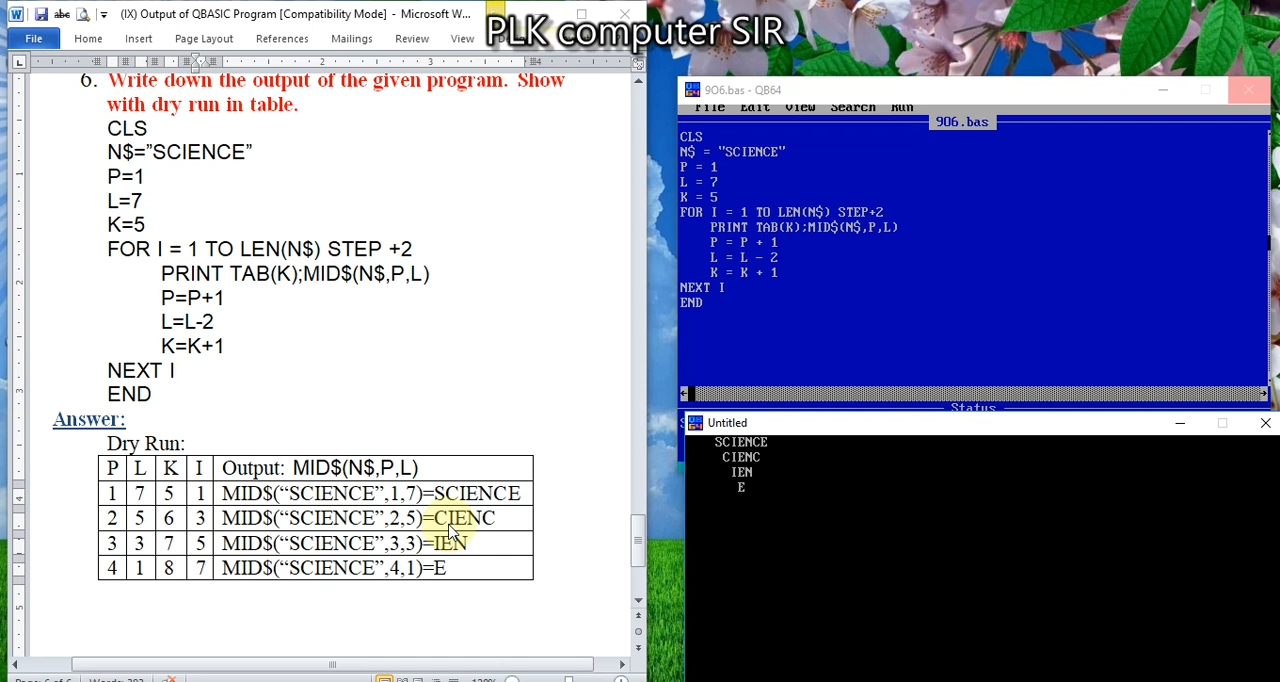 (IX) Output of QBASIC Program [Compatibility Mode] - Microsoft W...
PLK computer SIR
File Home Insert Page Layout References Mailings Review View
6. Write down the output of the given program. Show
with dry run in table.
CLS
N$=”SCIENCE”
P=1
L=7
K=5
FOR I = 1 TO LEN(N$) STEP +2
PRINT TAB(K);MID$(N$,P,L)
P=P+1
L=L-2
K=K+1
NEXT I
END
Answer:
Dry Run:
P L K I Output: MID$(N$,P,L)
1 7 5 1 MID$(“SCIENCE”,1,7)=SCIENCE
2 5 6 3 MID$(“SCIENCE”,2,5)=CIENC
3 3 7 5 MID$(“SCIENCE”,3,3)=IEN
4 1 8 7 MID$(“SCIENCE”,4,1)=E
906.bas - QB64
File Edit View Search Run
906.bas
CLS
N$ = "SCIENCE"
P = 1
L = 7
K = 5
FOR I = 1 TO LEN(N$) STEP+2
PRINT TAB(K);MID$(N$,P,L)
P = P + 1
L = L - 2
K = K + 1
NEXT I
END
Status
Untitled
SCIENCE
CIENC
IEN
E